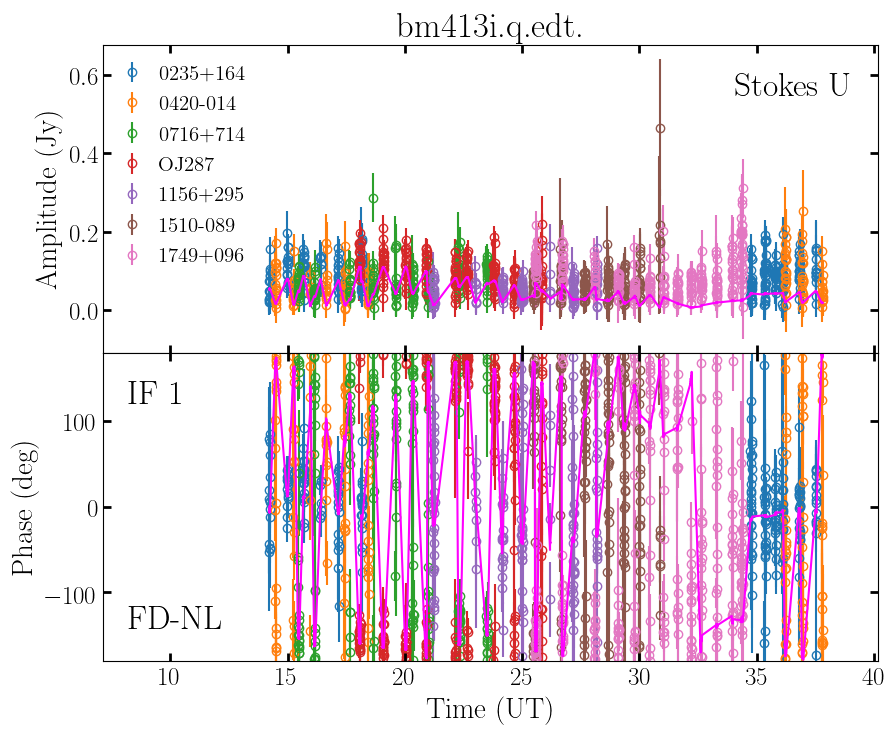 bm413i.q.edt.
Amplitude (Jy)
0.6
0.4
0.2
0.0
0235+164
0420-014
0716+714
OJ287
1156+295
1510-089
1749+096
Stokes U
Phase (deg)
100
0
−100
IF 1
FD-NL
10 15 20 25 30 35 40
Time (UT)